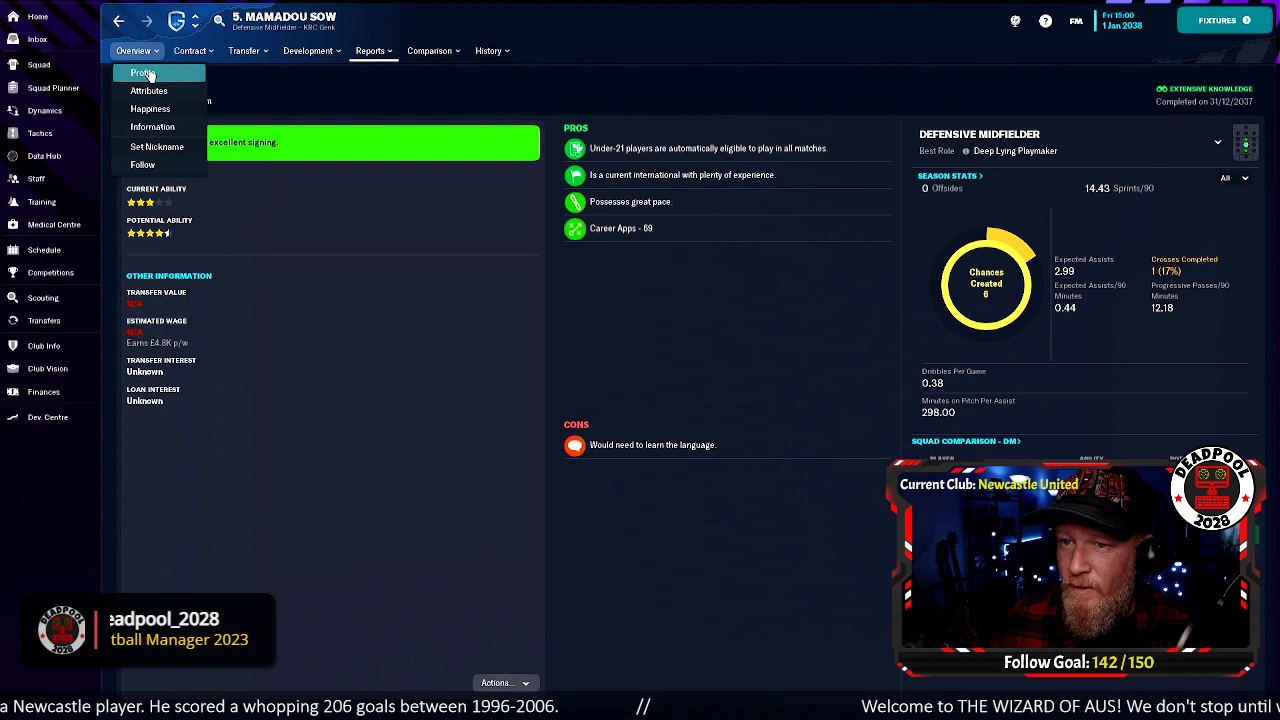 Home
Inbox
Squad
Squad Planner
Dynamics
Tactics
Data Hub
Staff
Training
Medical Centre
Schedule
Competitions
Scouting
Transfers
Club Info
Club Vision
Finances
Dev. Centre
5. MAMADOU SOW
Defensive Midfielder - KRC Genk
FM
Fri 15:00
1 Jan 2038
FIXTURES
Overview
Contract
Transfer
Development
Reports
Comparison
History
Profile
Attributes
Happiness
Information
Set Nickname
Follow
EXTENSIVE KNOWLEDGE
Completed on 31/12/2037
excellent signing.
CURRENT ABILITY
POTENTIAL ABILITY
OTHER INFORMATION
TRANSFER VALUE
N/A
ESTIMATED WAGE
N/A
Earns £4.8K p/w
TRANSFER INTEREST
Unknown
LOAN INTEREST
Unknown
Actions...
PROS
Under-21 players are automatically eligible to play in all matches.
Is a current international with plenty of experience.
Possesses great pace.
Career Apps - 69
CONS
Would need to learn the language.
DEFENSIVE MIDFIELDER
Best Role Deep Lying Playmaker
SEASON STATS >
All
0 Offsides
14.43 Sprints/90
Chances
Created
6
Expected Assists
2.99
Expected Assists/90
Minutes
0.44
Crosses Completed
1 (17%)
Progressive Passes/90
Minutes
12.18
Dribbles Per Game
0.38
Minutes on Pitch Per Assist
298.00
SQUAD COMPARISON - DM >
PLAYER
ABILITY
Current Club: Newcastle United
DEADPOOL
2028
Follow Goal: 142 / 150
DEADPOOL
2028
eadpool_2028
tball Manager 2023
a Newcastle player. He scored a whopping 206 goals between 1996-2006. // Welcome to THE WIZARD OF AUS! We don't stop until